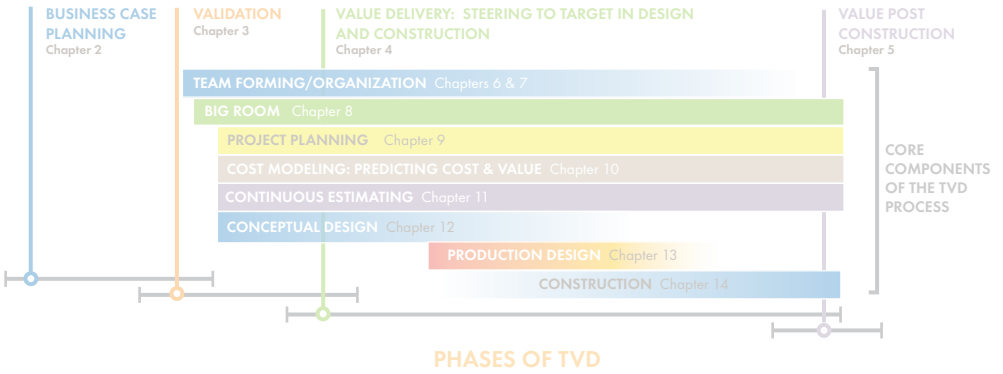 BUSINESS CASE
PLANNING
Chapter 2
VALIDATION
Chapter 3
VALUE DELIVERY: STEERING TO TARGET IN DESIGN
AND CONSTRUCTION
Chapter 4
VALUE POST
CONSTRUCTION
Chapter 5
TEAM FORMING/ORGANIZATION Chapters 6 & 7
BIG ROOM Chapter 8
PROJECT PLANNING Chapter 9
COST MODELING: PREDICTING COST & VALUE Chapter 10
CONTINUOUS ESTIMATING Chapter 11
CONCEPTUAL DESIGN Chapter 12
PRODUCTION DESIGN Chapter 13
CONSTRUCTION Chapter 14
CORE
COMPONENTS
OF THE TVD
PROCESS
PHASES OF TVD